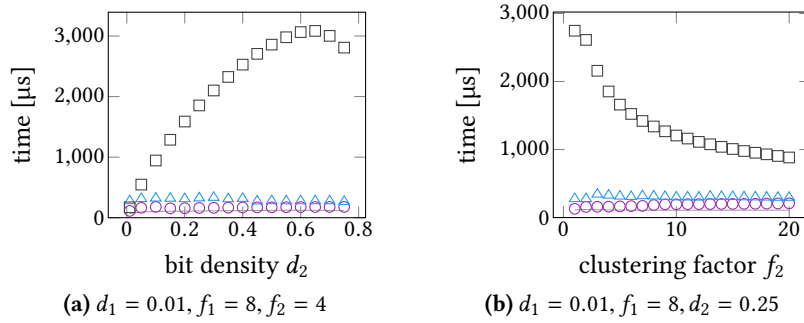 3,000
2,000
1,000
0
time [µs]
0 0.2 0.4 0.6 0.8
bit density d₂
(a) d₁ = 0.01, f₁ = 8, f₂ = 4
3,000
2,000
1,000
0
time [µs]
0 10 20
clustering factor f₂
(b) d₁ = 0.01, f₁ = 8, d₂ = 0.25